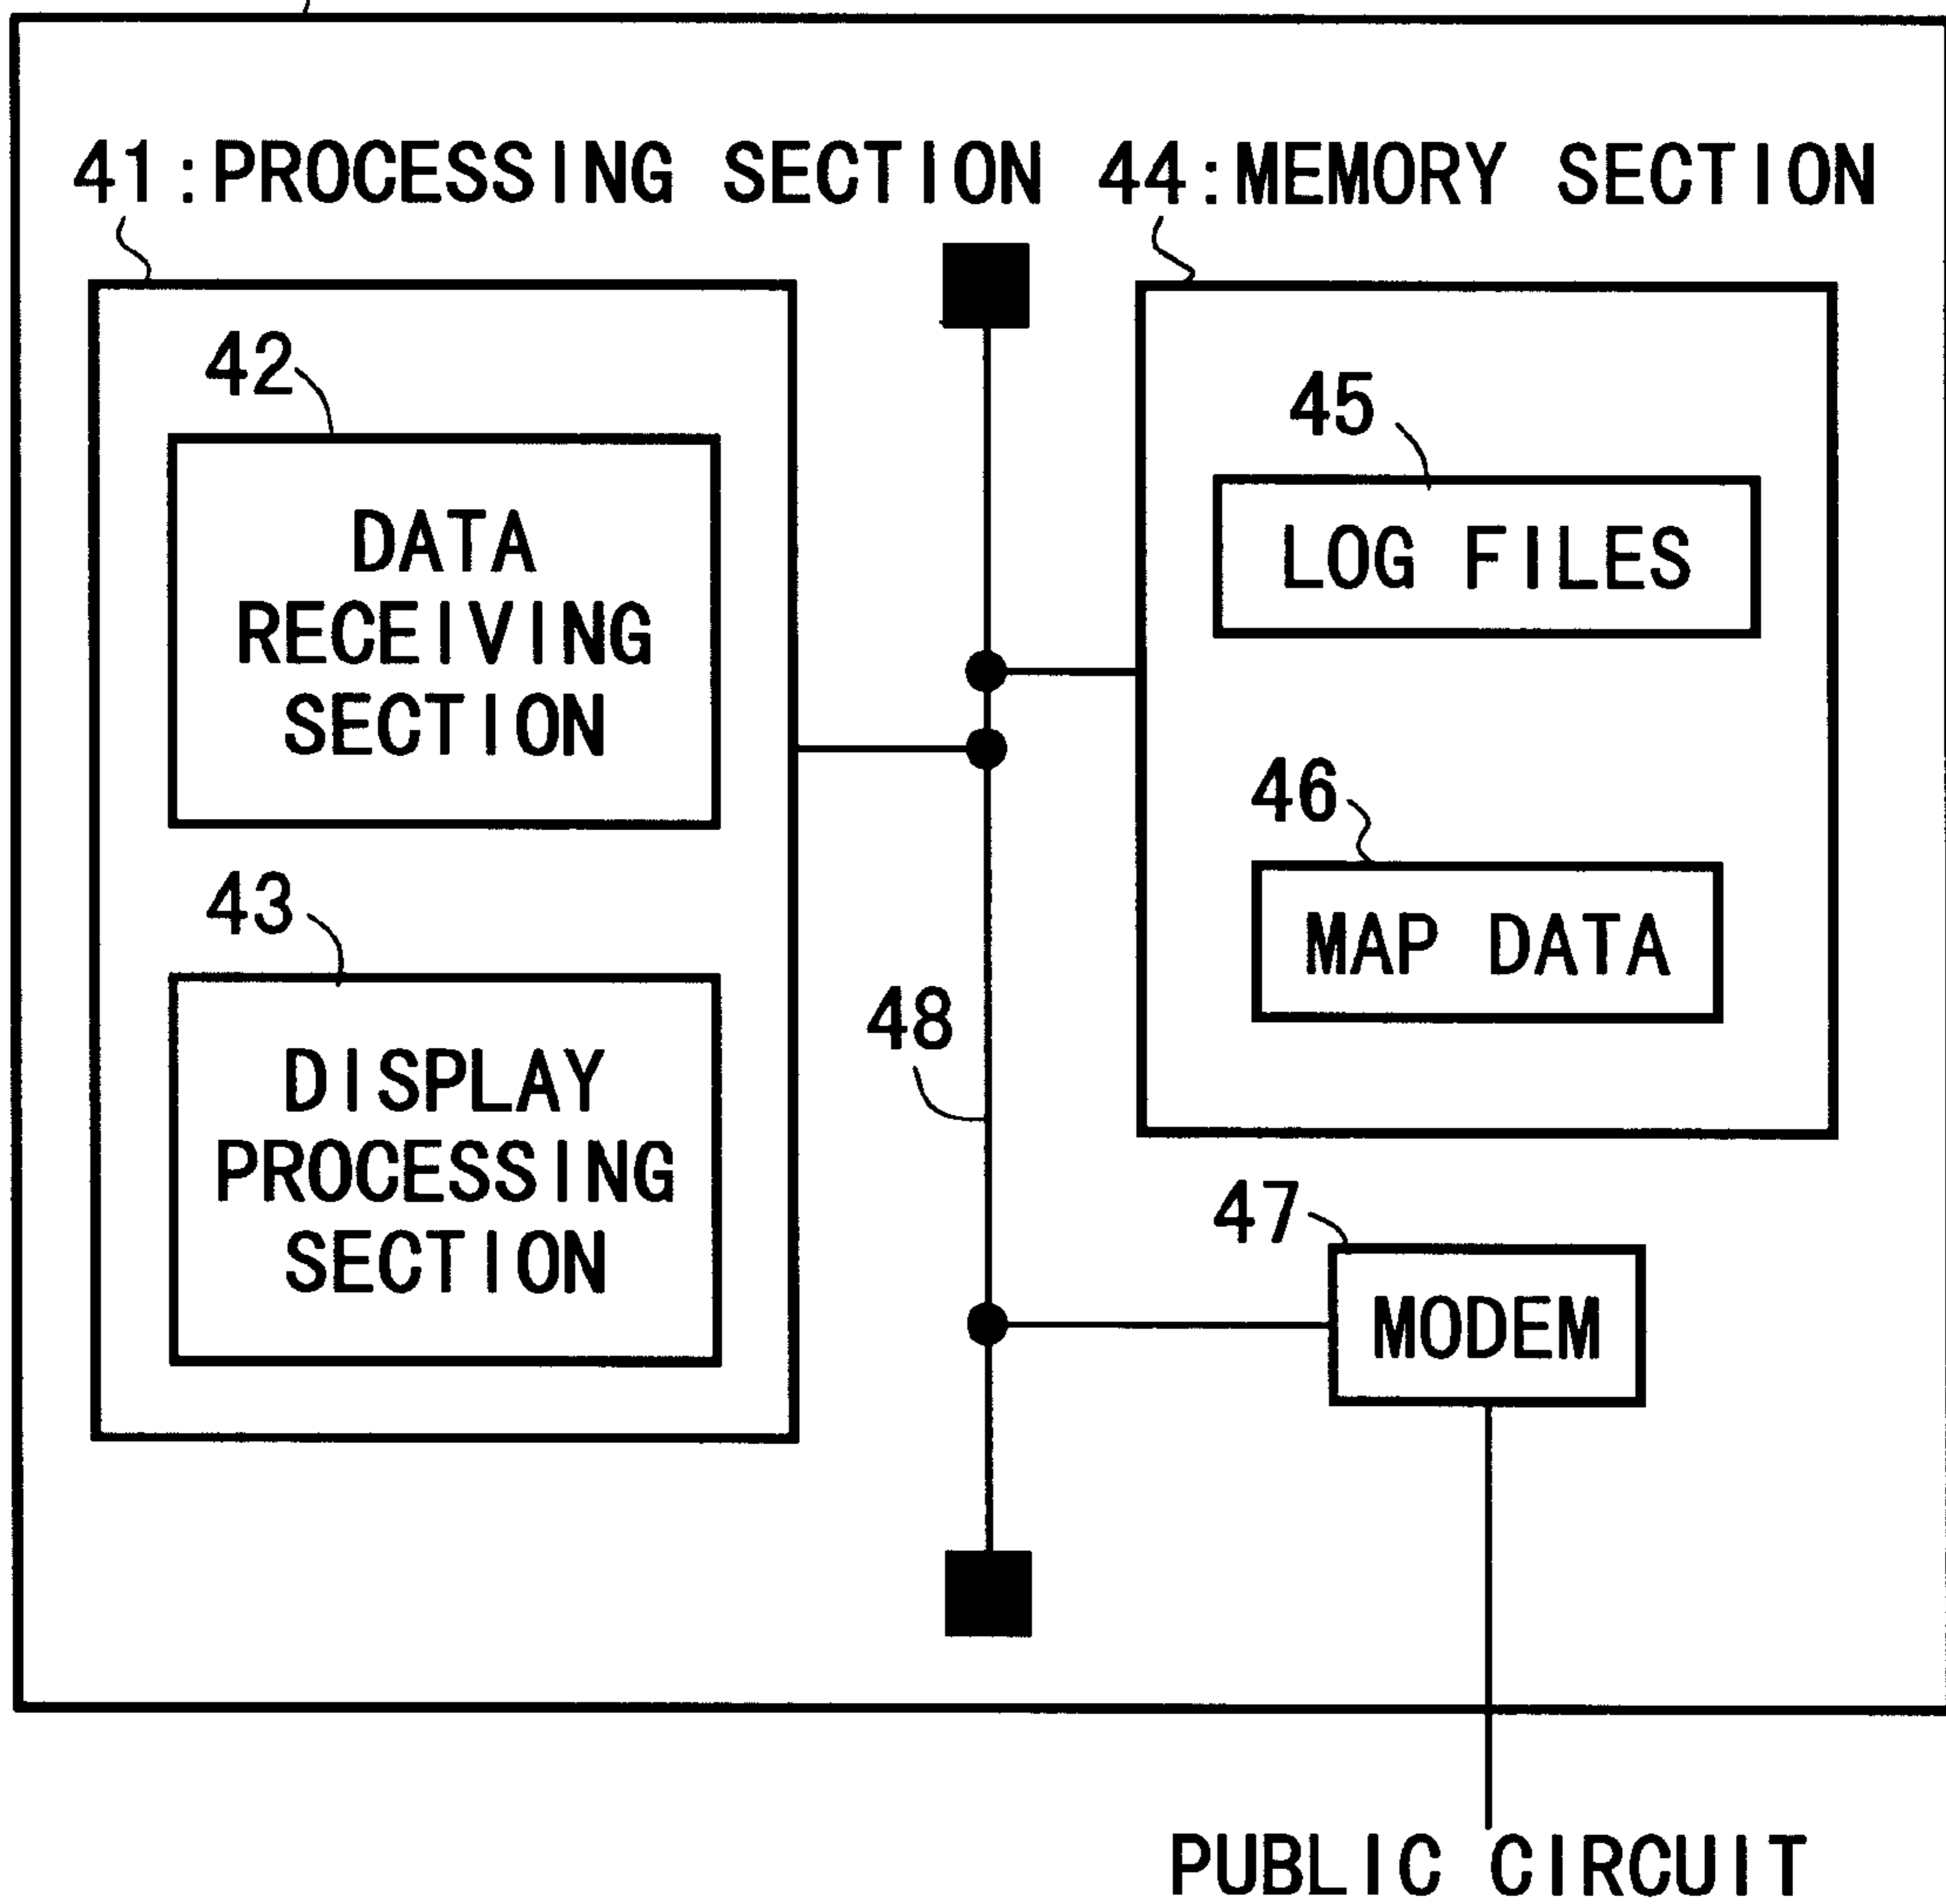 41:PROCESSING SECTION
44:MEMORY SECTION
42
DATA
RECEIVING
SECTION
43
DISPLAY
PROCESSING
SECTION
48
45
LOG FILES
46
MAP DATA
47
MODEM
PUBLIC CIRCUIT